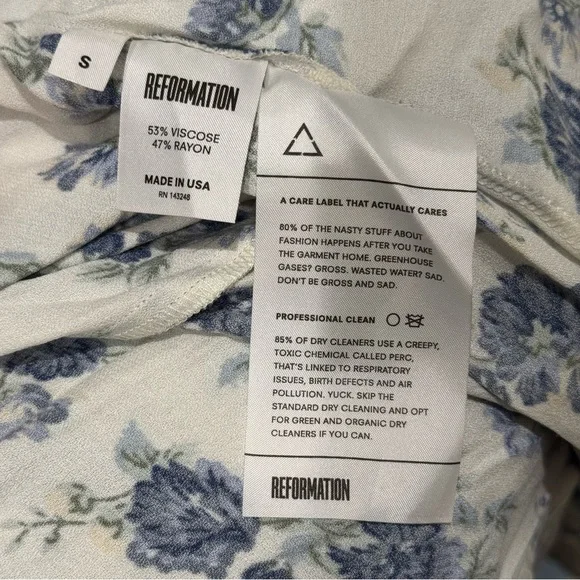 S
REFORMATION
53% VISCOSE
47% RAYON
MADE IN USA
RN 143248
A CARE LABEL THAT ACTUALLY CARES
80% OF THE NASTY STUFF ABOUT
FASHION HAPPENS AFTER YOU TAKE
THE GARMENT HOME. GREENHOUSE
GASES? GROSS. WASTED WATER? SAD.
DON'T BE GROSS AND SAD.
PROFESSIONAL CLEAN
85% OF DRY CLEANERS USE A CREEPY,
TOXIC CHEMICAL CALLED PERC,
THAT'S LINKED TO RESPIRATORY
ISSUES, BIRTH DEFECTS AND AIR
POLLUTION. YUCK. SKIP THE
STANDARD DRY CLEANING AND OPT
FOR GREEN AND ORGANIC DRY
CLEANERS IF YOU CAN.
REFORMATION